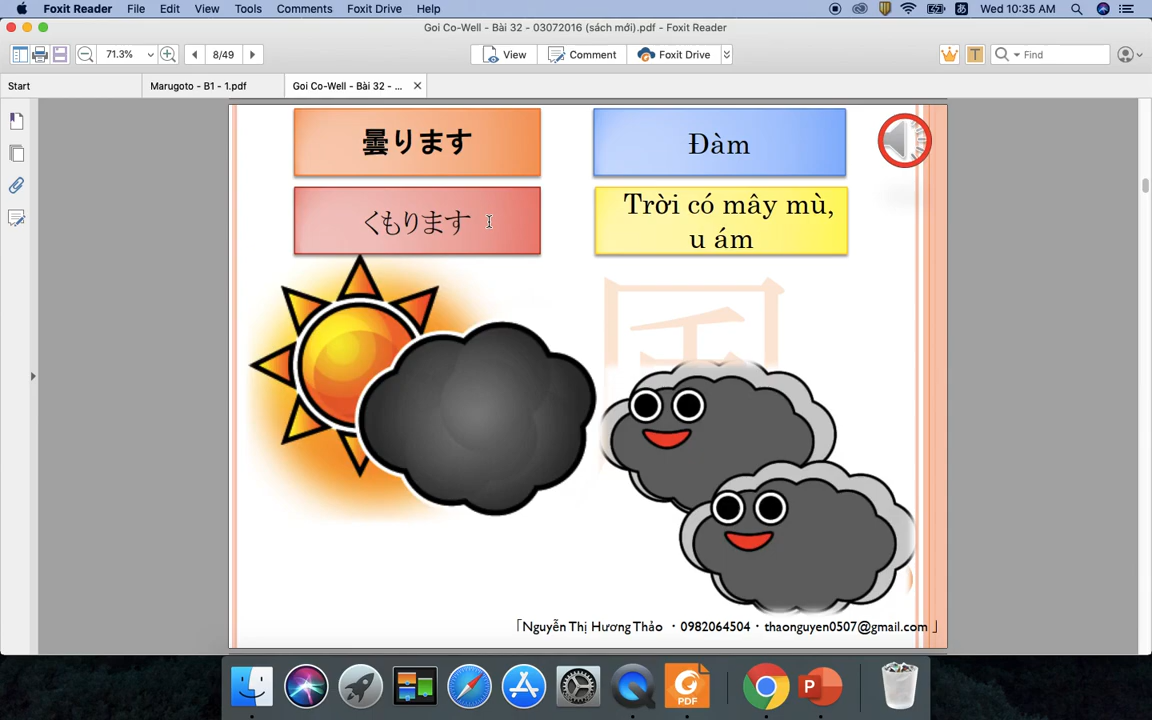 Foxit Reader File Edit View Tools Comments Foxit Drive Help
Wed 10:35 AM
Goi Co-Well - Bài 32 - 03072016 (sách mới).pdf - Foxit Reader
71.3% 8/49 View Comment Foxit Drive Find
Start Marugoto - B1 - 1.pdf Goi Co-Well - Bài 32 - ...
曇ります Đàm
くもります Trời có mây mù,
u ám
「Nguyễn Thị Hương Thảo ・0982064504・thaonguyen0507@gmail.com 」